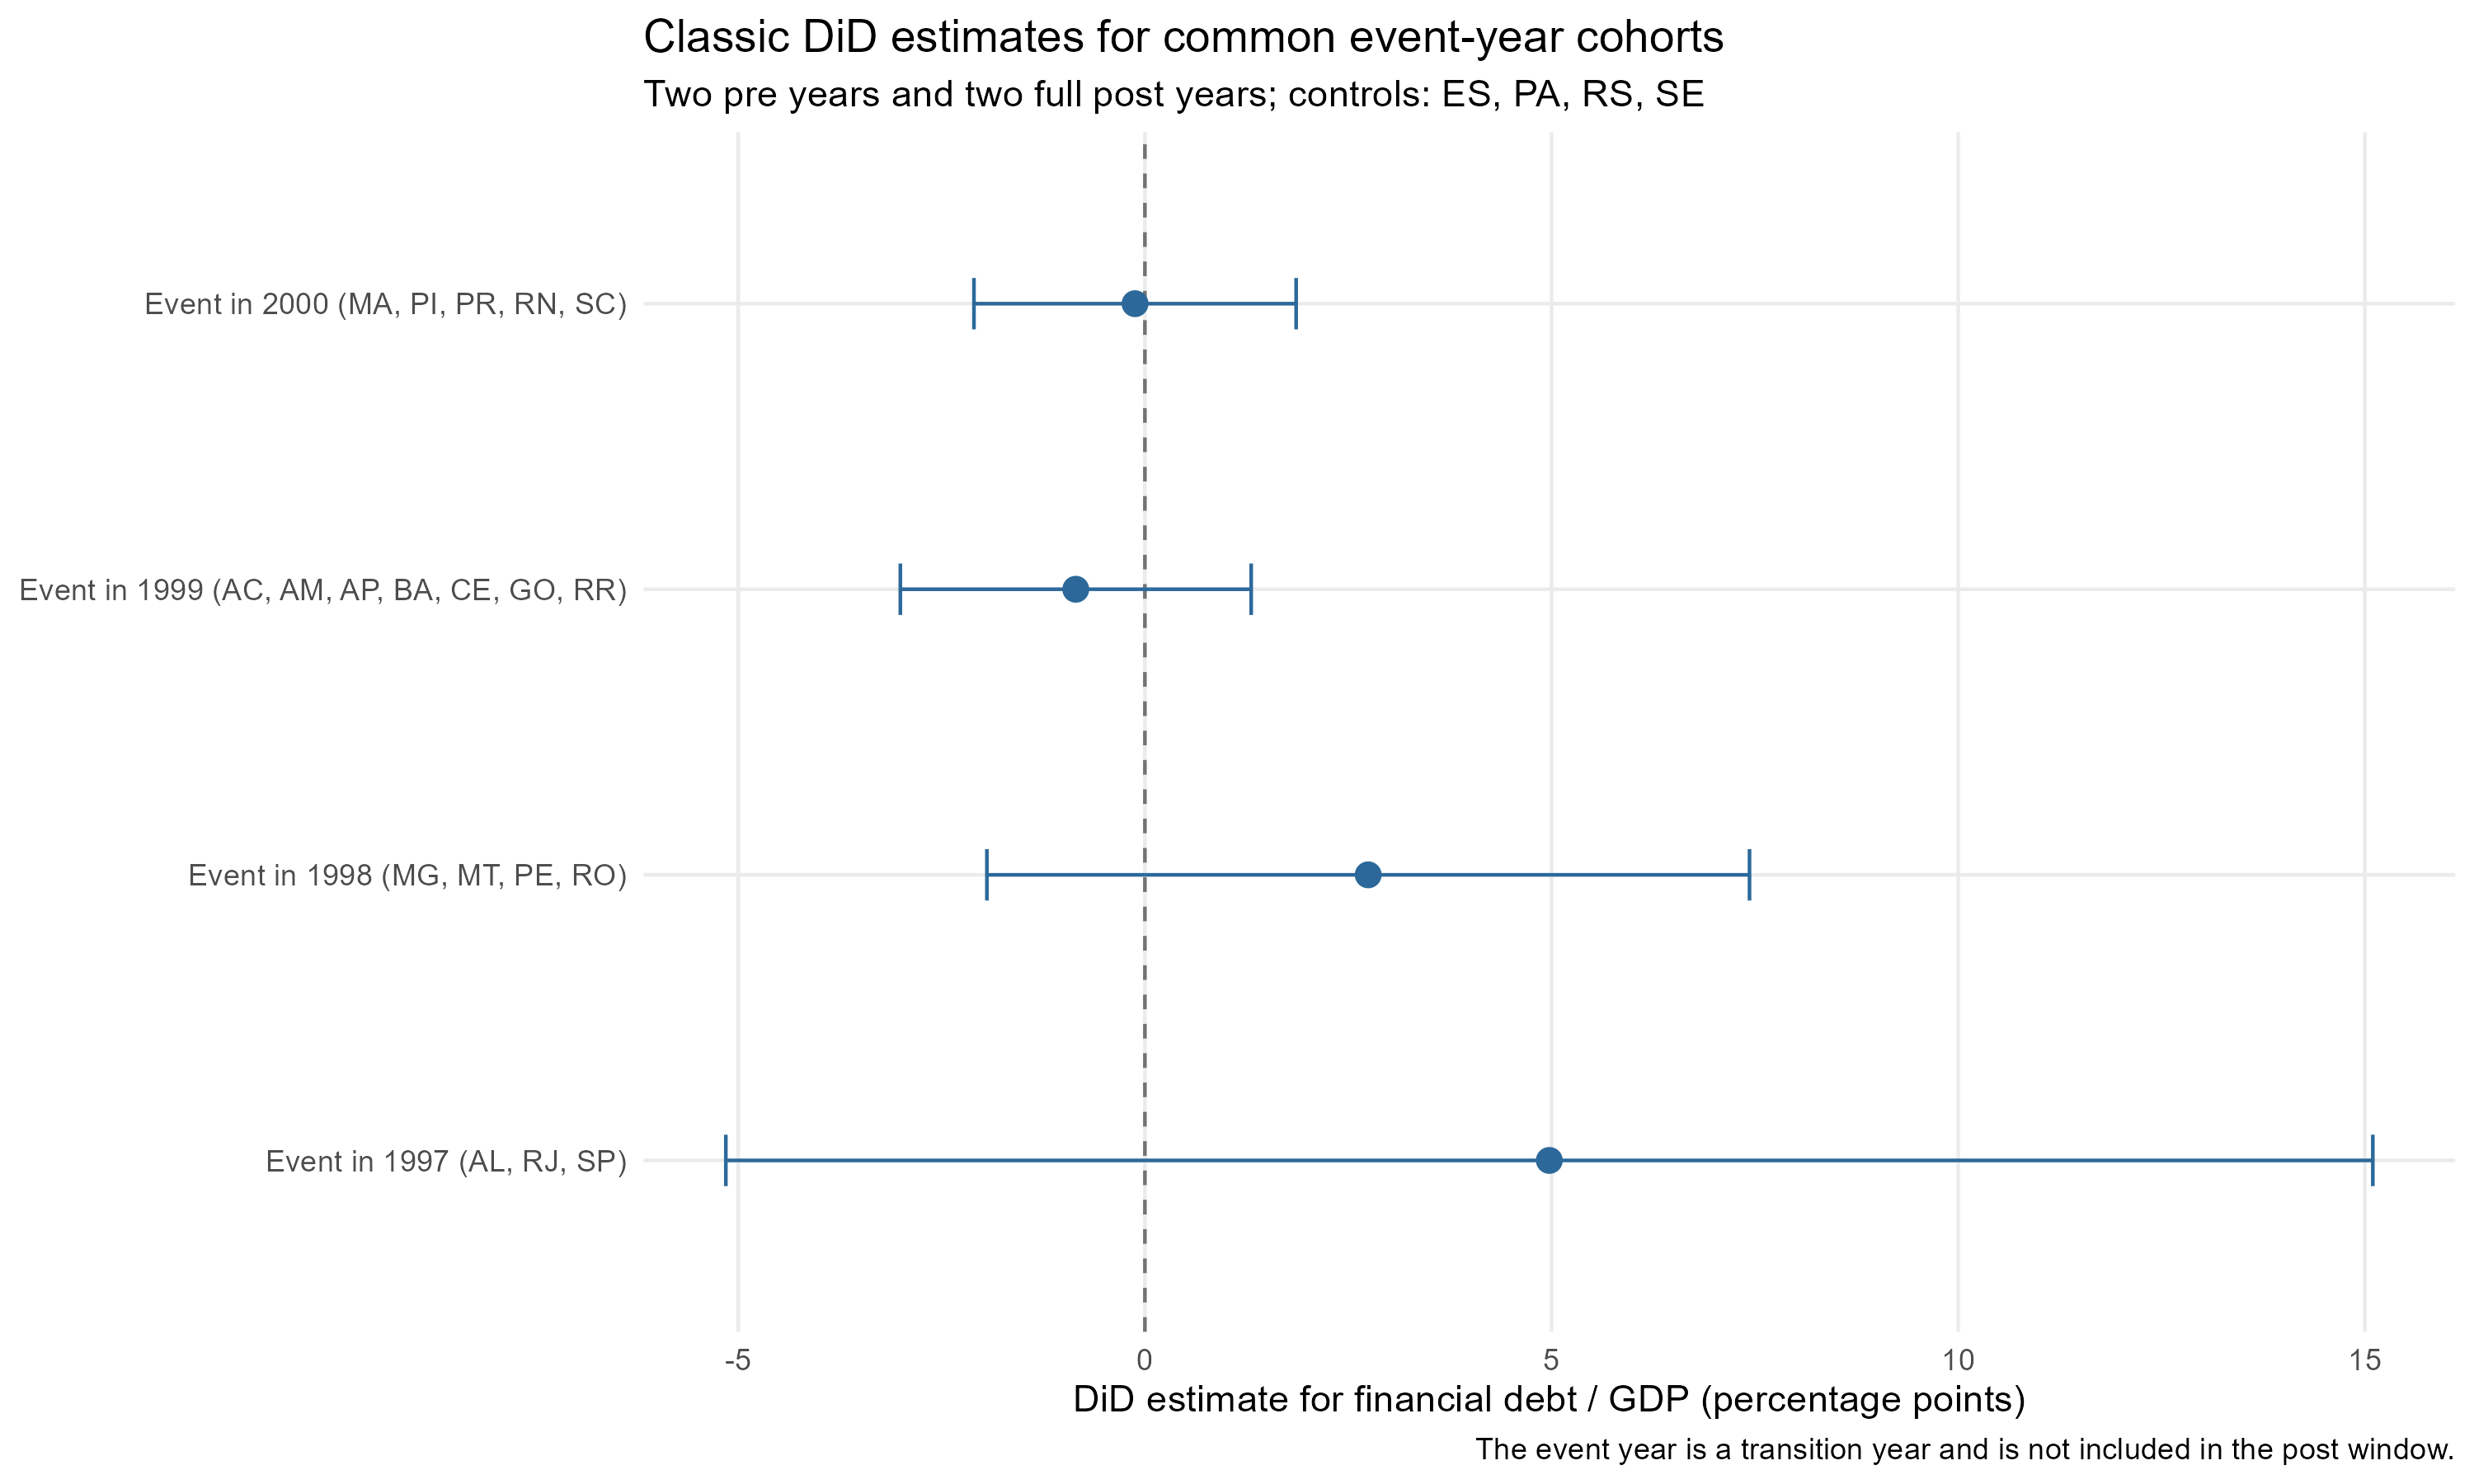 Classic DiD estimates for common event-year cohorts
Two pre years and two full post years; controls: ES, PA, RS, SE
Event in 2000 (MA, PI, PR, RN, SC)
Event in 1999 (AC, AM, AP, BA, CE, GO, RR)
Event in 1998 (MG, MT, PE, RO)
Event in 1997 (AL, RJ, SP)
-5 0 5 10 15
DiD estimate for financial debt / GDP (percentage points)
The event year is a transition year and is not included in the post window.